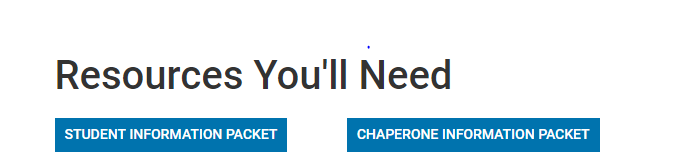 Resources You'll Need
STUDENT INFORMATION PACKET
CHAPERONE INFORMATION PACKET